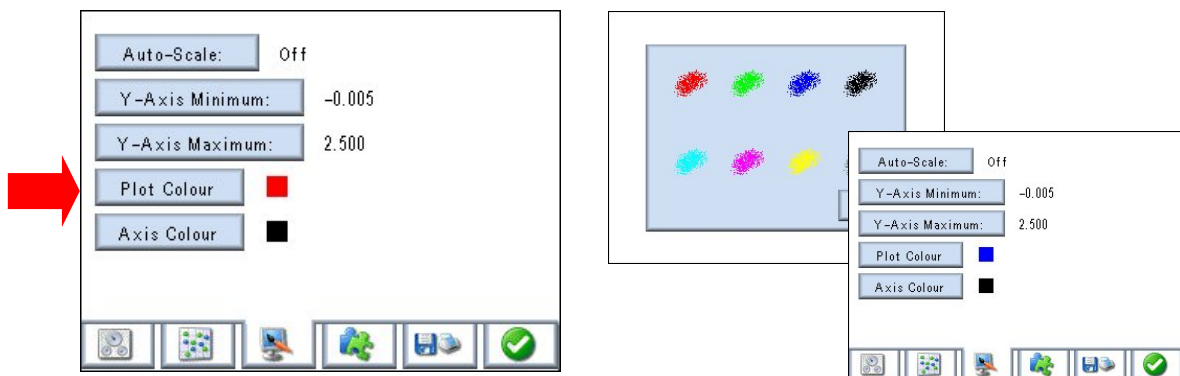 Auto-Scale: Off
Y-Axis Minimum: -0.005
Y-Axis Maximum: 2.500
Plot Colour
Axis Colour
Auto-Scale: Off
Y-Axis Minimum: -0.005
Y-Axis Maximum: 2.500
Plot Colour
Axis Colour